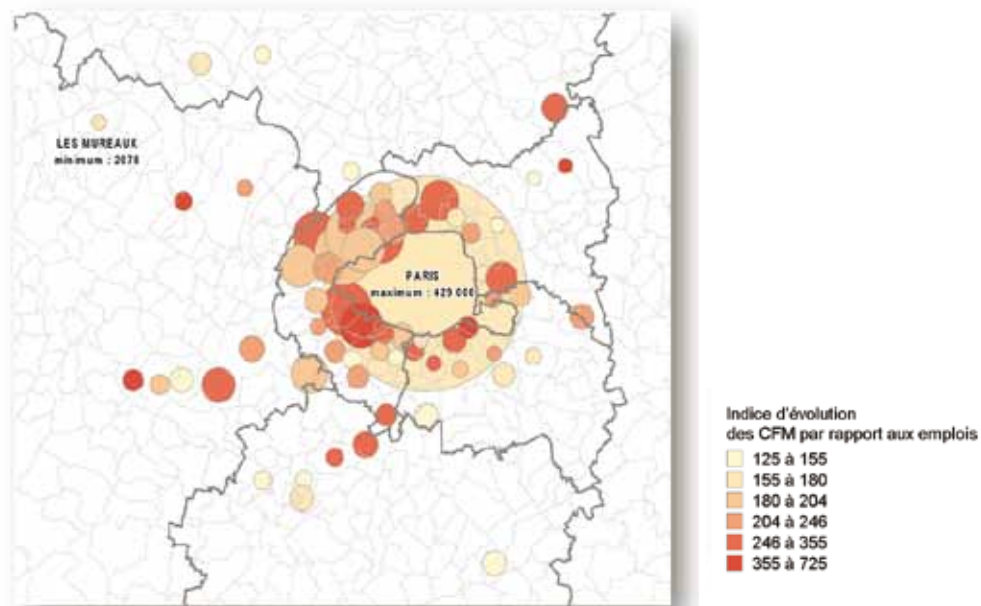 LES MUREAUX
minimum : 2078
PARIS
maximum : 429 000
Indice d'évolution
des CFM par rapport aux emplois
125 à 155
155 à 180
180 à 204
204 à 246
246 à 355
355 à 725